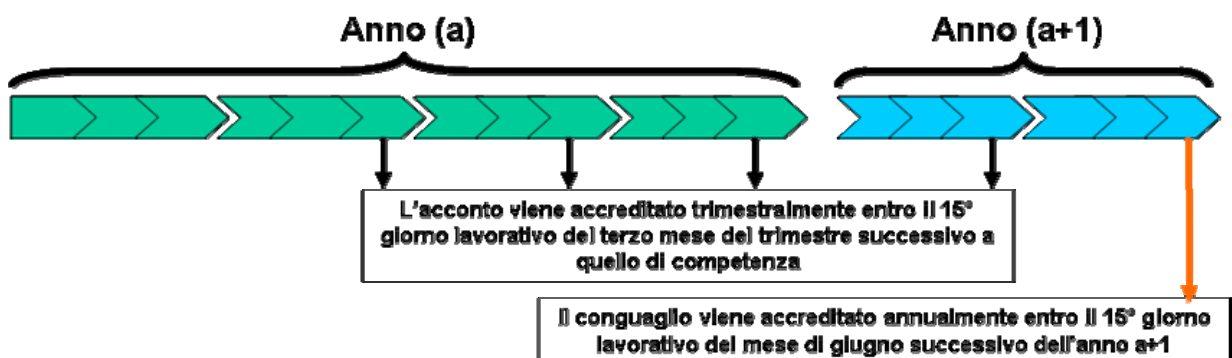 Anno (a)
Anno (a+1)
L'acconto viene accreditato trimestralmente entro il 15°
giorno lavorativo del terzo mese del trimestre successivo a
quello di competenza
Il conguaglio viene accreditato annualmente entro il 15° giorno
lavorativo del mese di giugno successivo dell'anno a+1